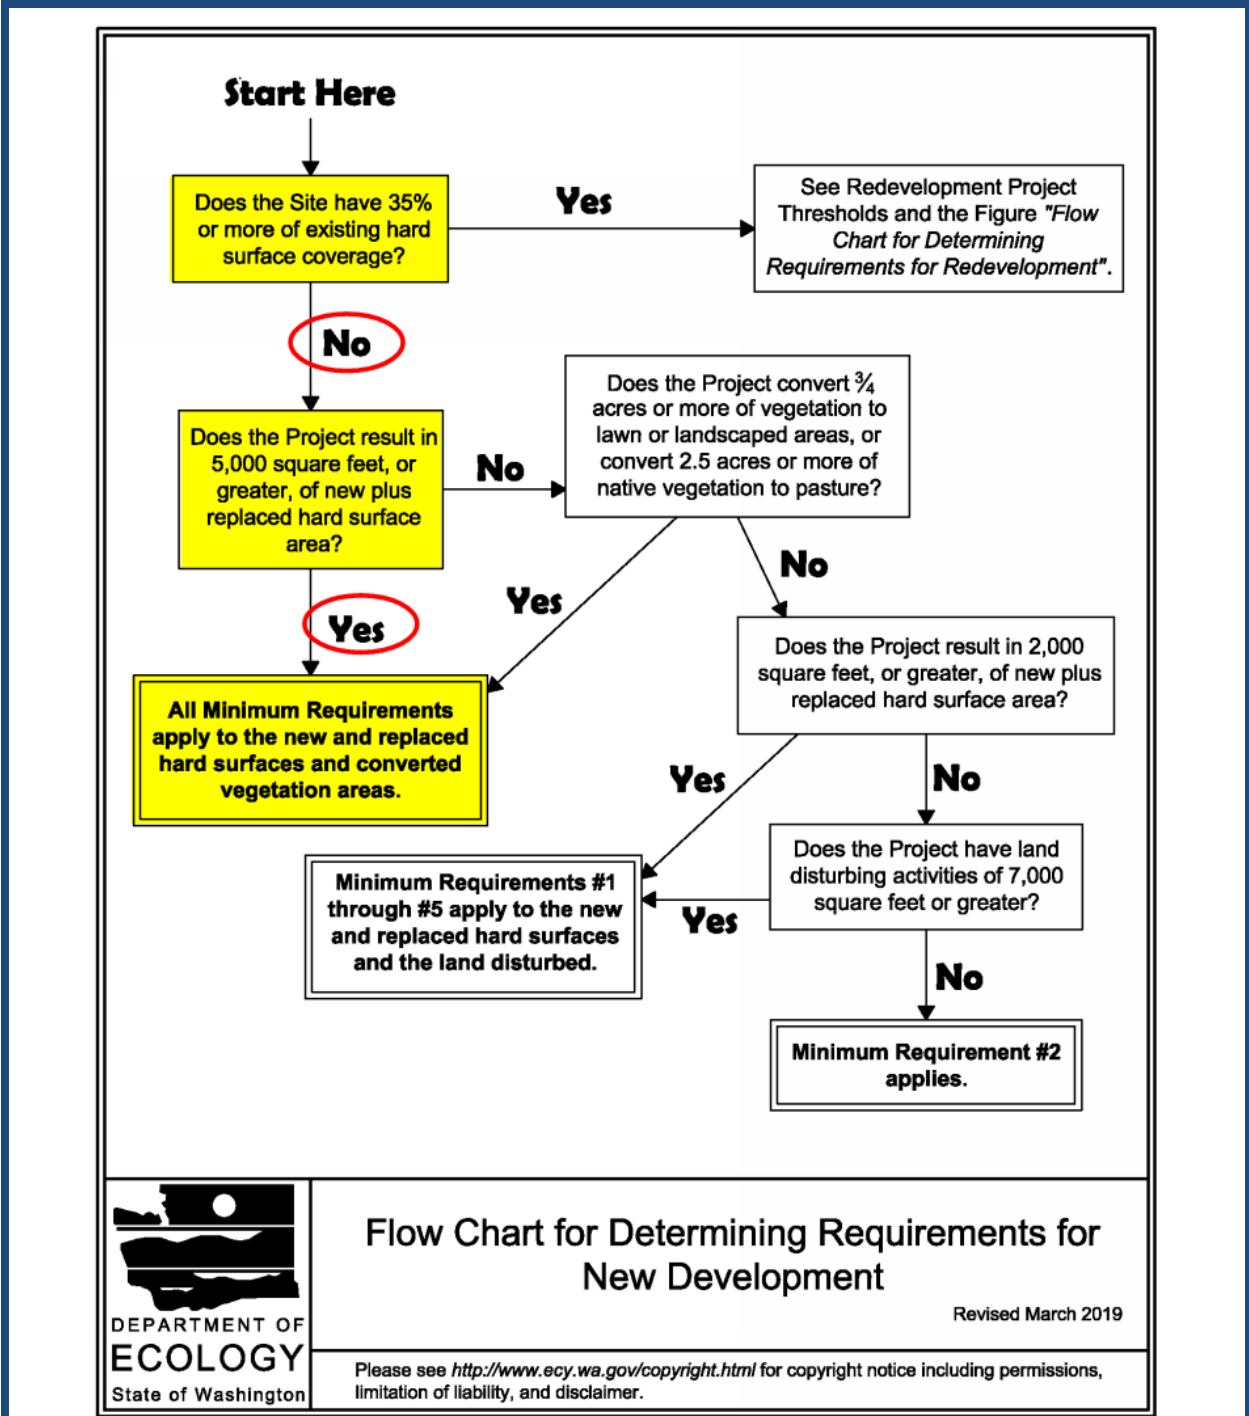 Start Here
Does the Site have 35%
or more of existing hard
surface coverage?
Yes
See Redevelopment Project
Thresholds and the Figure "Flow
Chart for Determining
Requirements for Redevelopment".
No
Does the Project result in
5,000 square feet, or
greater, of new plus
replaced hard surface
area?
No
Does the Project convert ¾
acres or more of vegetation to
lawn or landscaped areas, or
convert 2.5 acres or more of
native vegetation to pasture?
Yes
Yes
No
All Minimum Requirements
apply to the new and replaced
hard surfaces and converted
vegetation areas.
Does the Project result in 2,000
square feet, or greater, of new plus
replaced hard surface area?
Yes
No
Minimum Requirements #1
through #5 apply to the new
and replaced hard surfaces
and the land disturbed.
Yes
Does the Project have land
disturbing activities of 7,000
square feet or greater?
No
Minimum Requirement #2
applies.
DEPARTMENT OF
ECOLOGY
State of Washington
Flow Chart for Determining Requirements for
New Development
Revised March 2019
Please see http://www.ecy.wa.gov/copyright.html for copyright notice including permissions,
limitation of liability, and disclaimer.